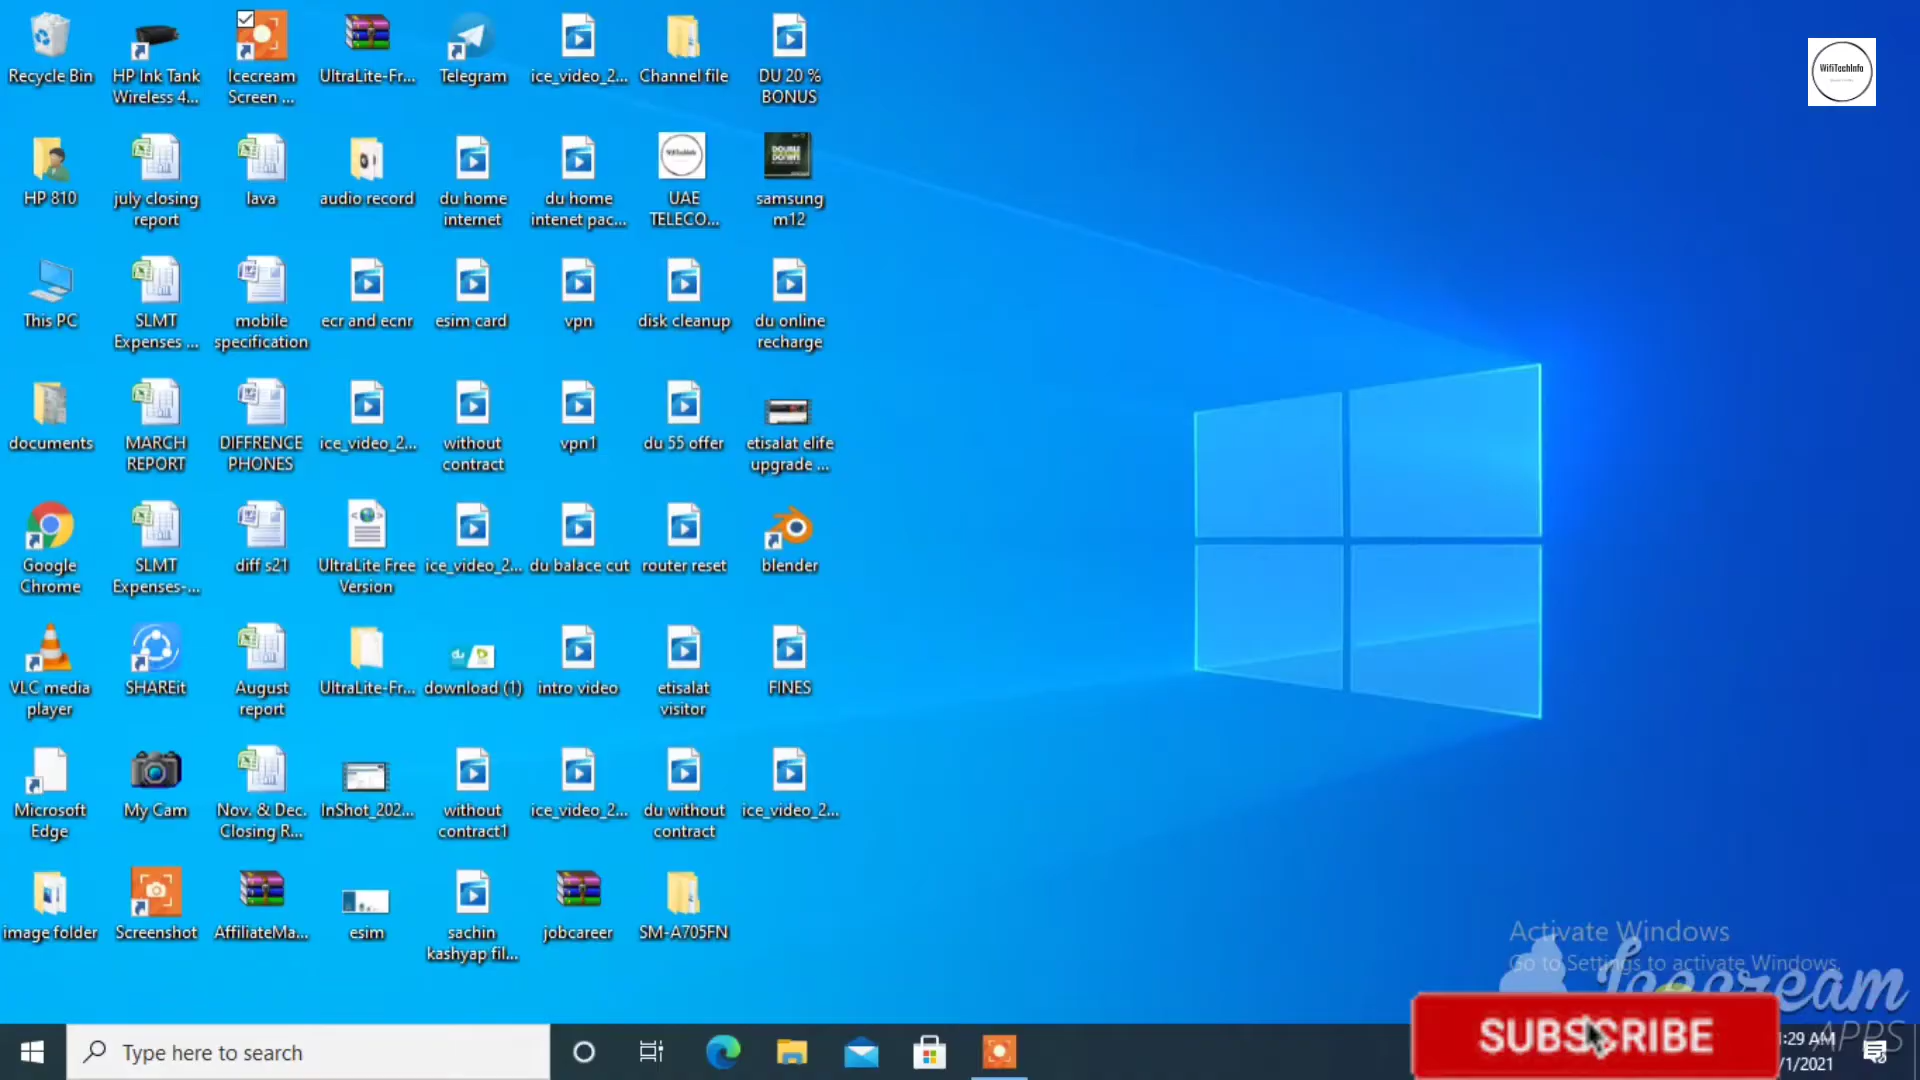 Recycle Bin
HP Ink Tank
Wireless 4...
Icecream
Screen ...
UltraLite-Fr...
Telegram
ice_video_2...
Channel file
DU 20 %
BONUS
WifiTechInfo
HP 810
july closing
report
lava
audio record
du home
internet
du home
intenet pac...
WifiTechInfo
UAE
TELECO...
DOUBLE
samsung
m12
This PC
SLMT
Expenses ...
mobile
specification
ecr and ecnr
esim card
vpn
disk cleanup
du online
recharge
documents
MARCH
REPORT
DIFFRENCE
PHONES
ice_video_2...
without
contract
vpn1
du 55 offer
etisalat elife
upgrade ...
Google
Chrome
SLMT
Expenses-...
diff s21
UltraLite Free
Version
ice_video_2...
du balace cut
router reset
blender
VLC media
player
SHAREit
August
report
UltraLite-Fr...
du
download (1)
intro video
etisalat
visitor
FINES
Microsoft
Edge
My Cam
Nov. & Dec.
Closing R...
InShot_202...
without
contract1
ice_video_2...
du without
contract
ice_video_2...
image folder
Screenshot
AffiliateMa...
esim
sachin
kashyap fil...
jobcareer
SM-A705FN
Activate Windows
Go to Settings to activate Windows.
Icecream
APPS
SUBSCRIBE
Type here to search
:29 AM
/1/2021